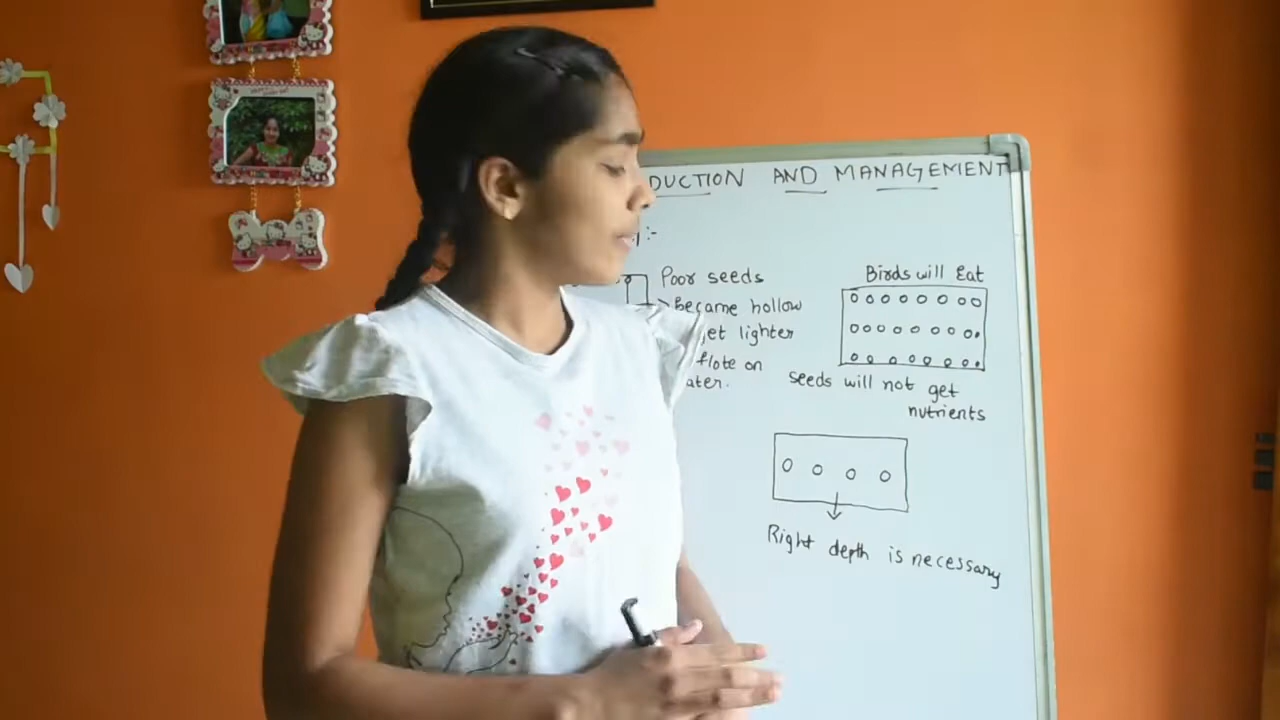 DUCTION AND MANAGEMENT
Poor seeds
→ became hollow
get lighter
flote on
ater.
Birds will Eat
Seeds will not get
nutrients
Right depth is necessary